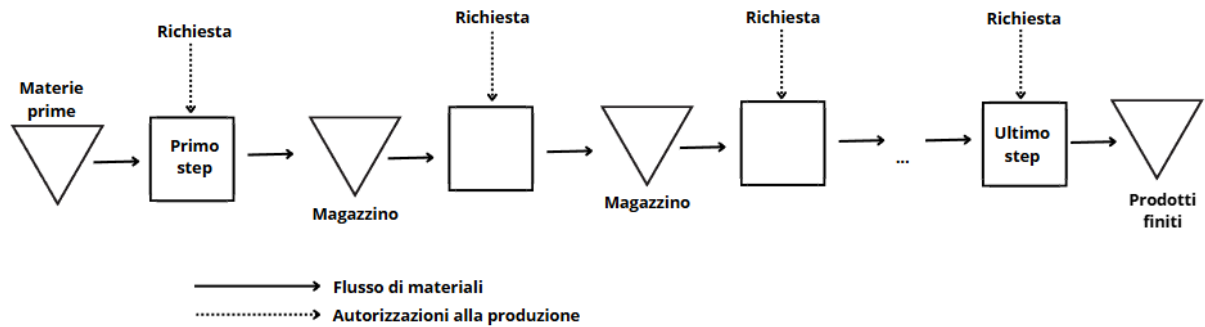 Richiesta
Richiesta
Richiesta
Richiesta
Materie
prime
Primo
step
Magazzino
Magazzino
...
Ultimo
step
Prodotti
finiti
Flusso di materiali
Autorizzazioni alla produzione